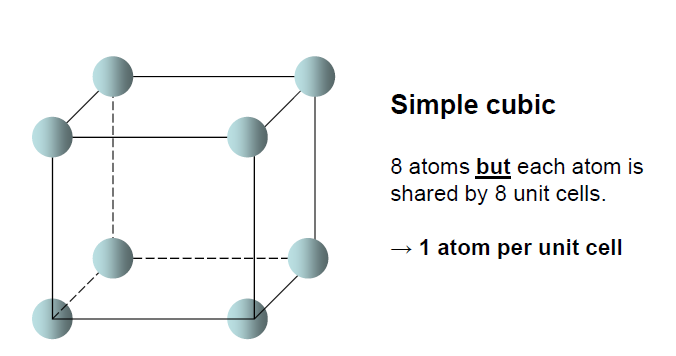 Simple cubic
8 atoms but each atom is
shared by 8 unit cells.
→ 1 atom per unit cell